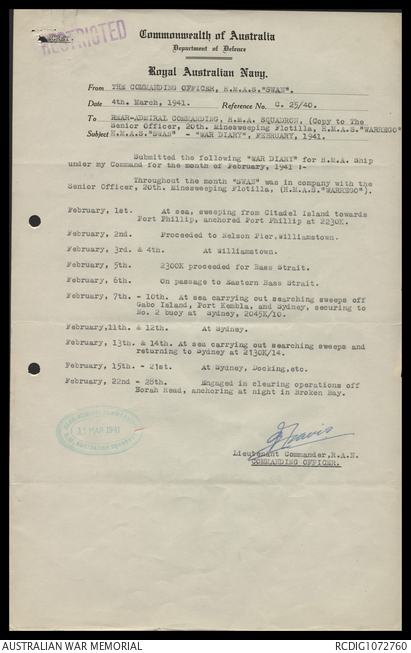 SECRET.
RESTRICTED
Commonwealth of Australia
Department of Defence
Royal Australian Navy.
From THE COMMANDING OFFICER, H.M.A.S."SWAN".
Date 4th. March, 1941. Reference No. C. 25/40.
To REAR-ADMIRAL COMMANDING, H.M.A SQUADRON, (Copy to The
Senior Officer, 20th. Minesweeping Flotilla, H.M.A.S."WARREGO"
Subject H.M.A.S."SWAN" - "WAR DIARY", FEBRUARY, 1941.
Submitted the following "WAR DIARY" for H.M.A. Ship
under my Command for the month of February, 1941 :-
Throughout the month "SWAN" was in company with the
Senior Officer, 20th. Minesweeping Flotilla, (H.M.A.S."WARREGO").
February, 1st. At sea, sweeping from Citadel Island towards
Port Phillip, anchored Port Phillip at 2230K.
February, 2nd. Proceeded to Nelson Pier,Williamstown.
February, 3rd. & 4th. At Williamstown.
February, 5th. 2300K proceeded for Bass Strait.
February, 6th. On passage to Eastern Bass Strait.
February, 7th. - 10th. At sea carrying out searching sweeps off
Gabo Island, Port Kembla, and Sydney, securing to
No. 2 buoy at Sydney, 2045K/10.
February,11th. & 12th. At Sydney.
February, 13th. & 14th. At sea carrying out searching sweeps and
returning to Sydney at 2130K/14.
February, 15th. - 21st. At Sydney, Docking,etc.
February, 22nd - 28th. Engaged in clearing operations off
Norah Head, anchoring at night in Broken Bay.
11 MAR 1941
Travis
Lieutenant Commander,R.A.N.
COMMANDING OFFICER.
AUSTRALIAN WAR MEMORIAL
RCDIG1072760